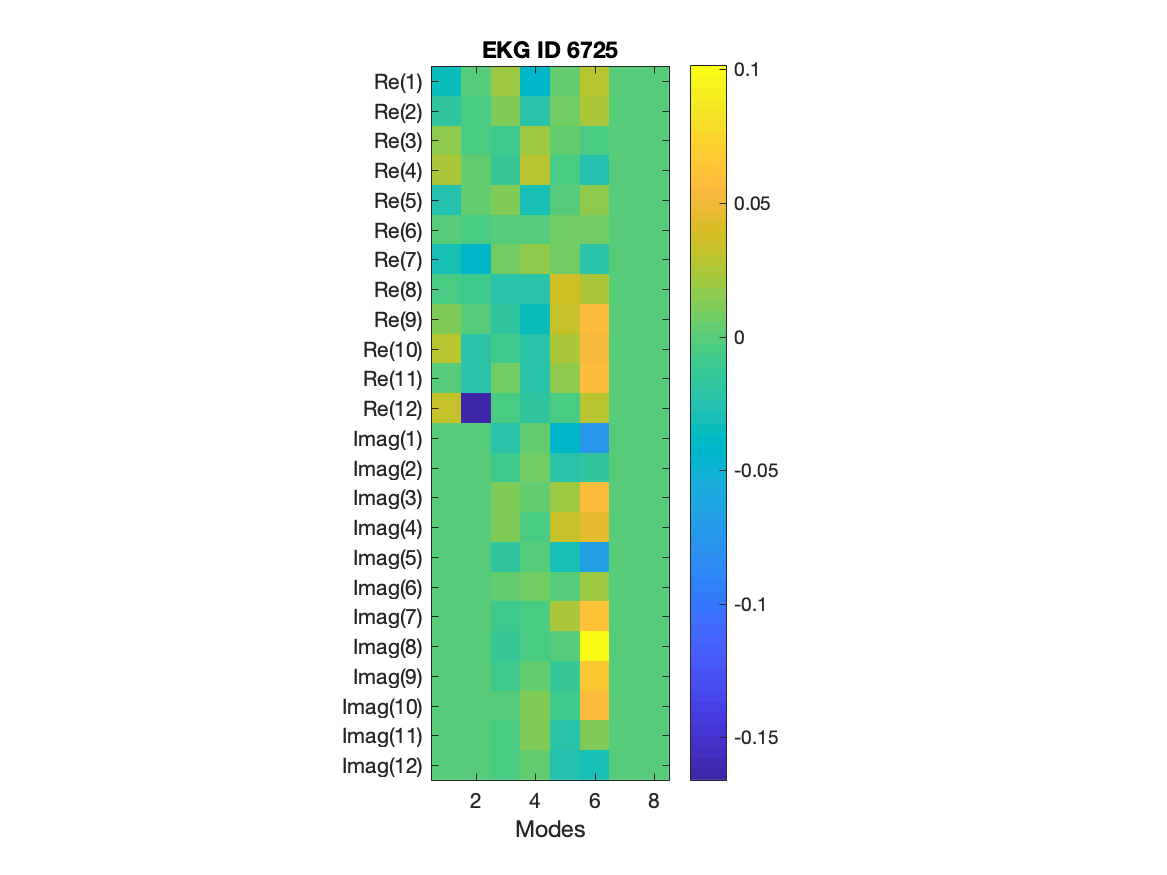 EKG ID 6725
Re(1)
Re(2)
Re(3)
Re(4)
Re(5)
Re(6)
Re(7)
Re(8)
Re(9)
Re(10)
Re(11)
Re(12)
Imag(1)
Imag(2)
Imag(3)
Imag(4)
Imag(5)
Imag(6)
Imag(7)
Imag(8)
Imag(9)
Imag(10)
Imag(11)
Imag(12)
2 4 6 8
Modes
0.1
0.05
0
-0.05
-0.1
-0.15